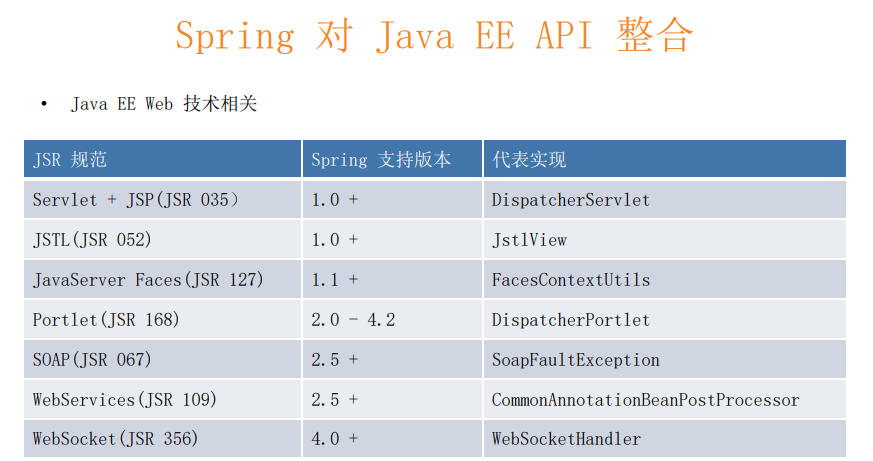 Spring 对 Java EE API 整合
• Java EE Web 技术相关
JSR 规范 Spring 支持版本 代表实现
Servlet + JSP(JSR 035） 1.0 + DispatcherServlet
JSTL(JSR 052) 1.0 + JstlView
JavaServer Faces(JSR 127) 1.1 + FacesContextUtils
Portlet(JSR 168) 2.0 - 4.2 DispatcherPortlet
SOAP(JSR 067) 2.5 + SoapFaultException
WebServices(JSR 109) 2.5 + CommonAnnotationBeanPostProcessor
WebSocket(JSR 356) 4.0 + WebSocketHandler